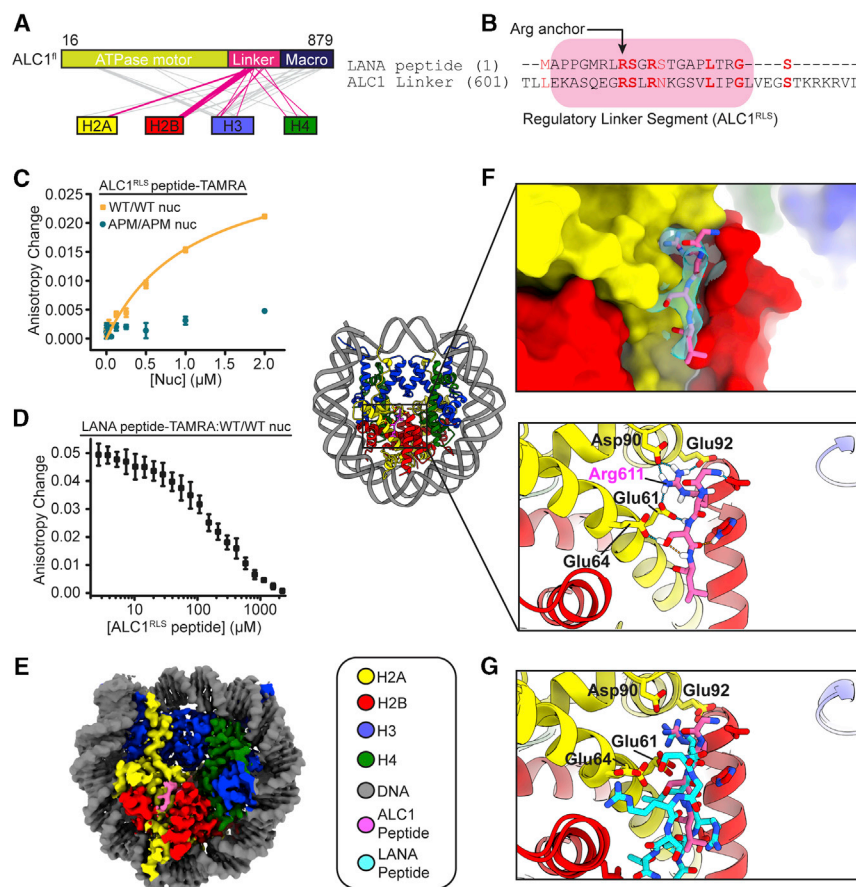 A
16
879
ALC1fl
ATPase motor
Linker
Macro
H2A
H2B
H3
H4
B
Arg anchor
LANA peptide (1) --MAPPGMRLRSGRSTGAPLTRG---S------
ALC1 Linker (601) TLLEKASQEGRSLRNKGSVLIPGLVEGSTKRKRVL
Regulatory Linker Segment (ALC1RLS)
C
ALC1RLS peptide-TAMRA
WT/WT nuc
APM/APM nuc
Anisotropy Change
0.025
0.020
0.015
0.010
0.005
0.000
0.0
0.5
1.0
1.5
2.0
[Nuc] (µM)
D
LANA peptide-TAMRA:WT/WT nuc
Anisotropy Change
0.05
0.04
0.03
0.02
0.01
0.00
10
100
1000
[ALC1RLS peptide] (µM)
E
H2A
H2B
H3
H4
DNA
ALC1
Peptide
LANA
Peptide
F
Asp90
Glu92
Arg611
Glu61
Glu64
G
Asp90
Glu92
Glu61
Glu64